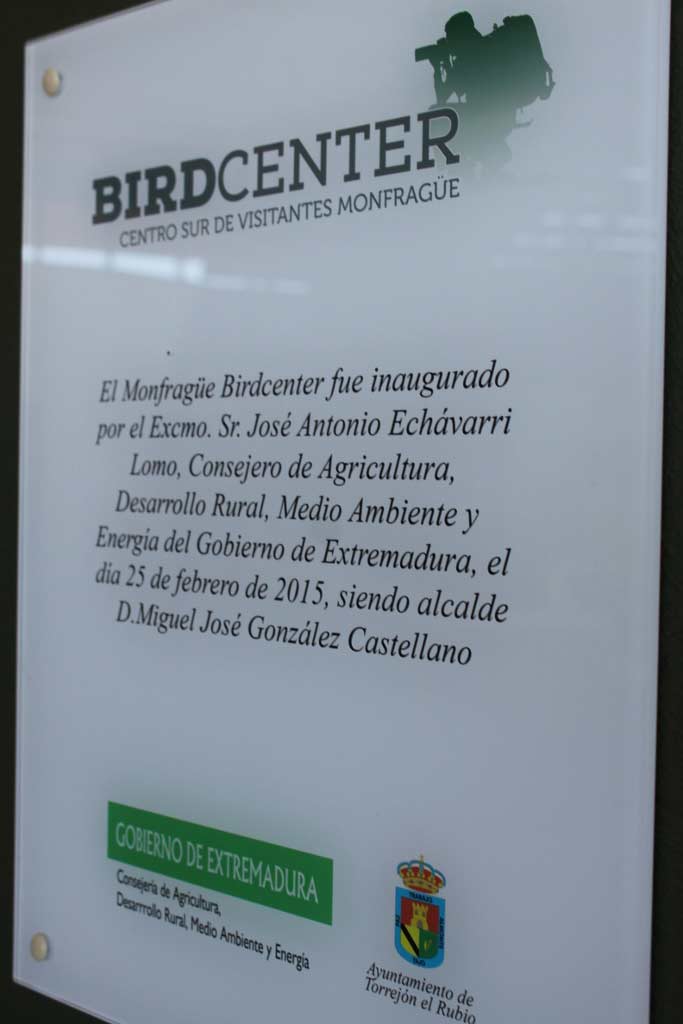 BIRDCENTER
CENTRO SUR DE VISITANTES MONFRAGÜE
El Monfragüe Birdcenter fue inaugurado
por el Excmo. Sr. José Antonio Echávarri
Lomo, Consejero de Agricultura,
Desarrollo Rural, Medio Ambiente y
Energía del Gobierno de Extremadura, el
día 25 de febrero de 2015, siendo alcalde
D.Miguel José González Castellano
GOBIERNO DE EXTREMADURA
Consejería de Agricultura,
Desarrrollo Rural, Medio Ambiente y Energía
TRABAJO
Ayuntamiento de
Torrejón el Rubio